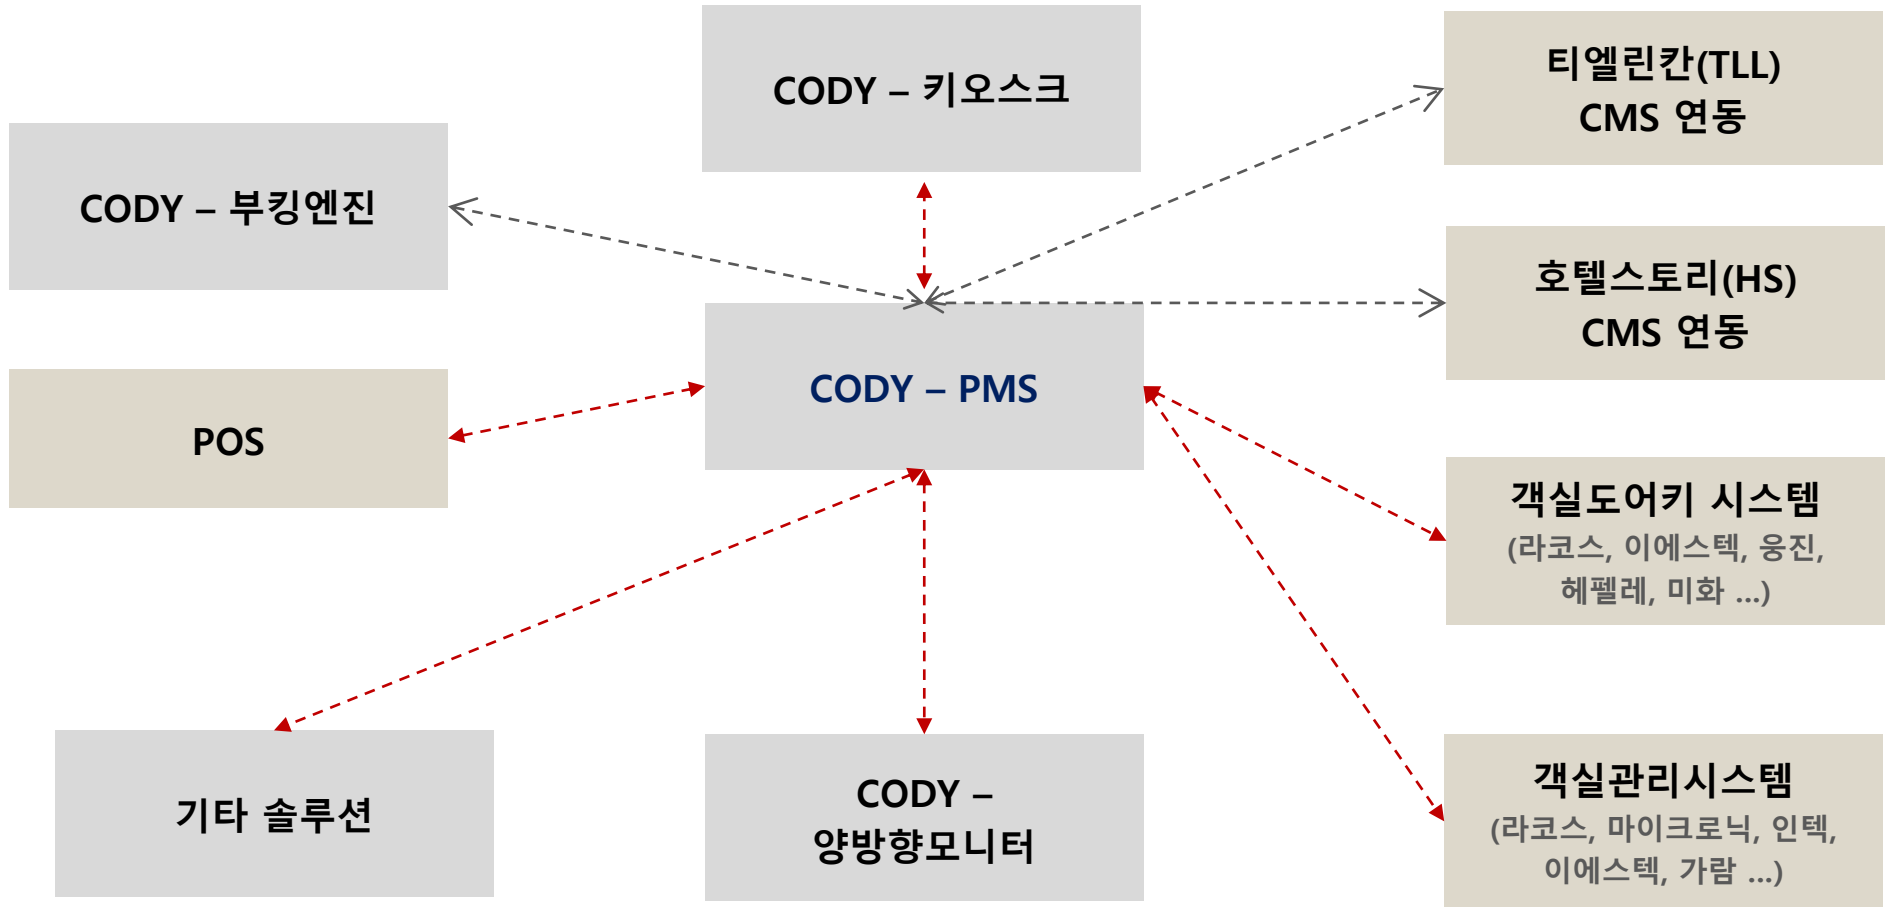 CODY – 키오스크
티엘린칸(TLL)
CMS 연동
CODY – 부킹엔진
호텔스토리(HS)
CMS 연동
CODY – PMS
POS
객실도어키 시스템
(라코스, 이에스텍, 웅진,
헤펠레, 미화 ...)
기타 솔루션
CODY –
양방향모니터
객실관리시스템
(라코스, 마이크로닉, 인텍,
이에스텍, 가람 ...)